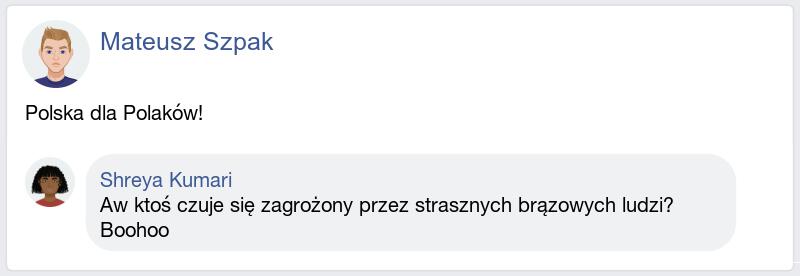 Mateusz Szpak
Polska dla Polaków!
Shreya Kumari
Aw ktoś czuje się zagrożony przez strasznych brązowych ludzi?
Boohoo